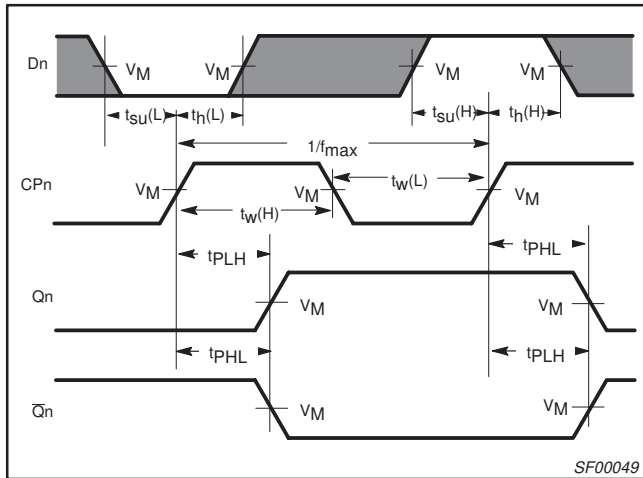 Dn
VM VM VM VM
tsu(L) th(L) tsu(H) th(H)
1/fmax
CPn
VM VM tw(L) VM
tw(H)
tPLH tPHL
Qn
VM VM
tPHL tPLH
Q̅n
VM VM
SF00049